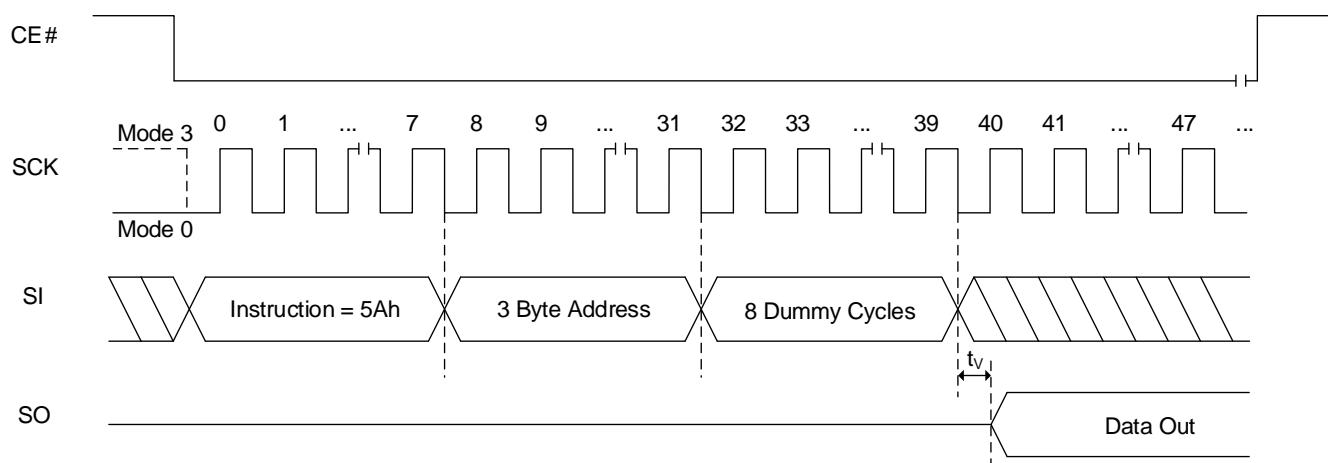 CE#
Mode 3
0 1 ... 7 8 9 ... 31 32 33 ... 39 40 41 ... 47 ...
SCK
Mode 0
SI
Instruction = 5Ah
3 Byte Address
8 Dummy Cycles
tV
SO
Data Out